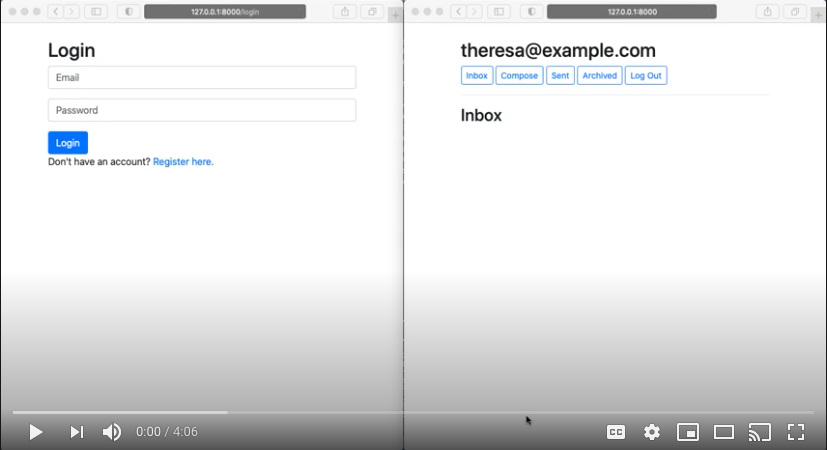 127.0.0.1:8000/login
Login
Email
Password
Login
Don't have an account? Register here.
127.0.0.1:8000
theresa@example.com
Inbox Compose Sent Archived Log Out
Inbox
0:00 / 4:06
CC